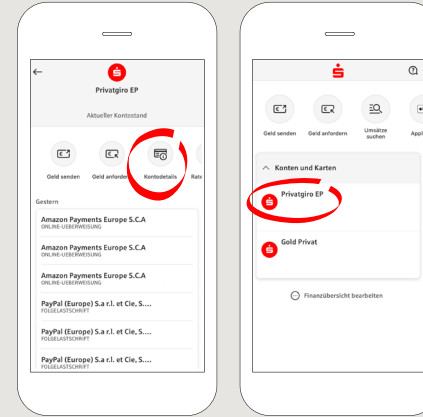 Privatgiro EP
Aktueller Kontostand
Geld senden
Geld anfordern
Kontodetails
Rate
Gestern
Amazon Payments Europe S.C.A
ONLINE-UEBERWEISUNG
Amazon Payments Europe S.C.A
ONLINE-UEBERWEISUNG
Amazon Payments Europe S.C.A
ONLINE-UEBERWEISUNG
PayPal (Europe) S.a r.l. et Cie, S....
FOLGELASTSCHRIFT
PayPal (Europe) S.a r.l. et Cie, S....
FOLGELASTSCHRIFT
PayPal (Europe) S.a r.l. et Cie, S....
FOLGELASTSCHRIFT
Geld senden
Geld anfordern
Umsätze
suchen
Appl
Konten und Karten
Privatgiro EP
Gold Privat
Finanzübersicht bearbeiten